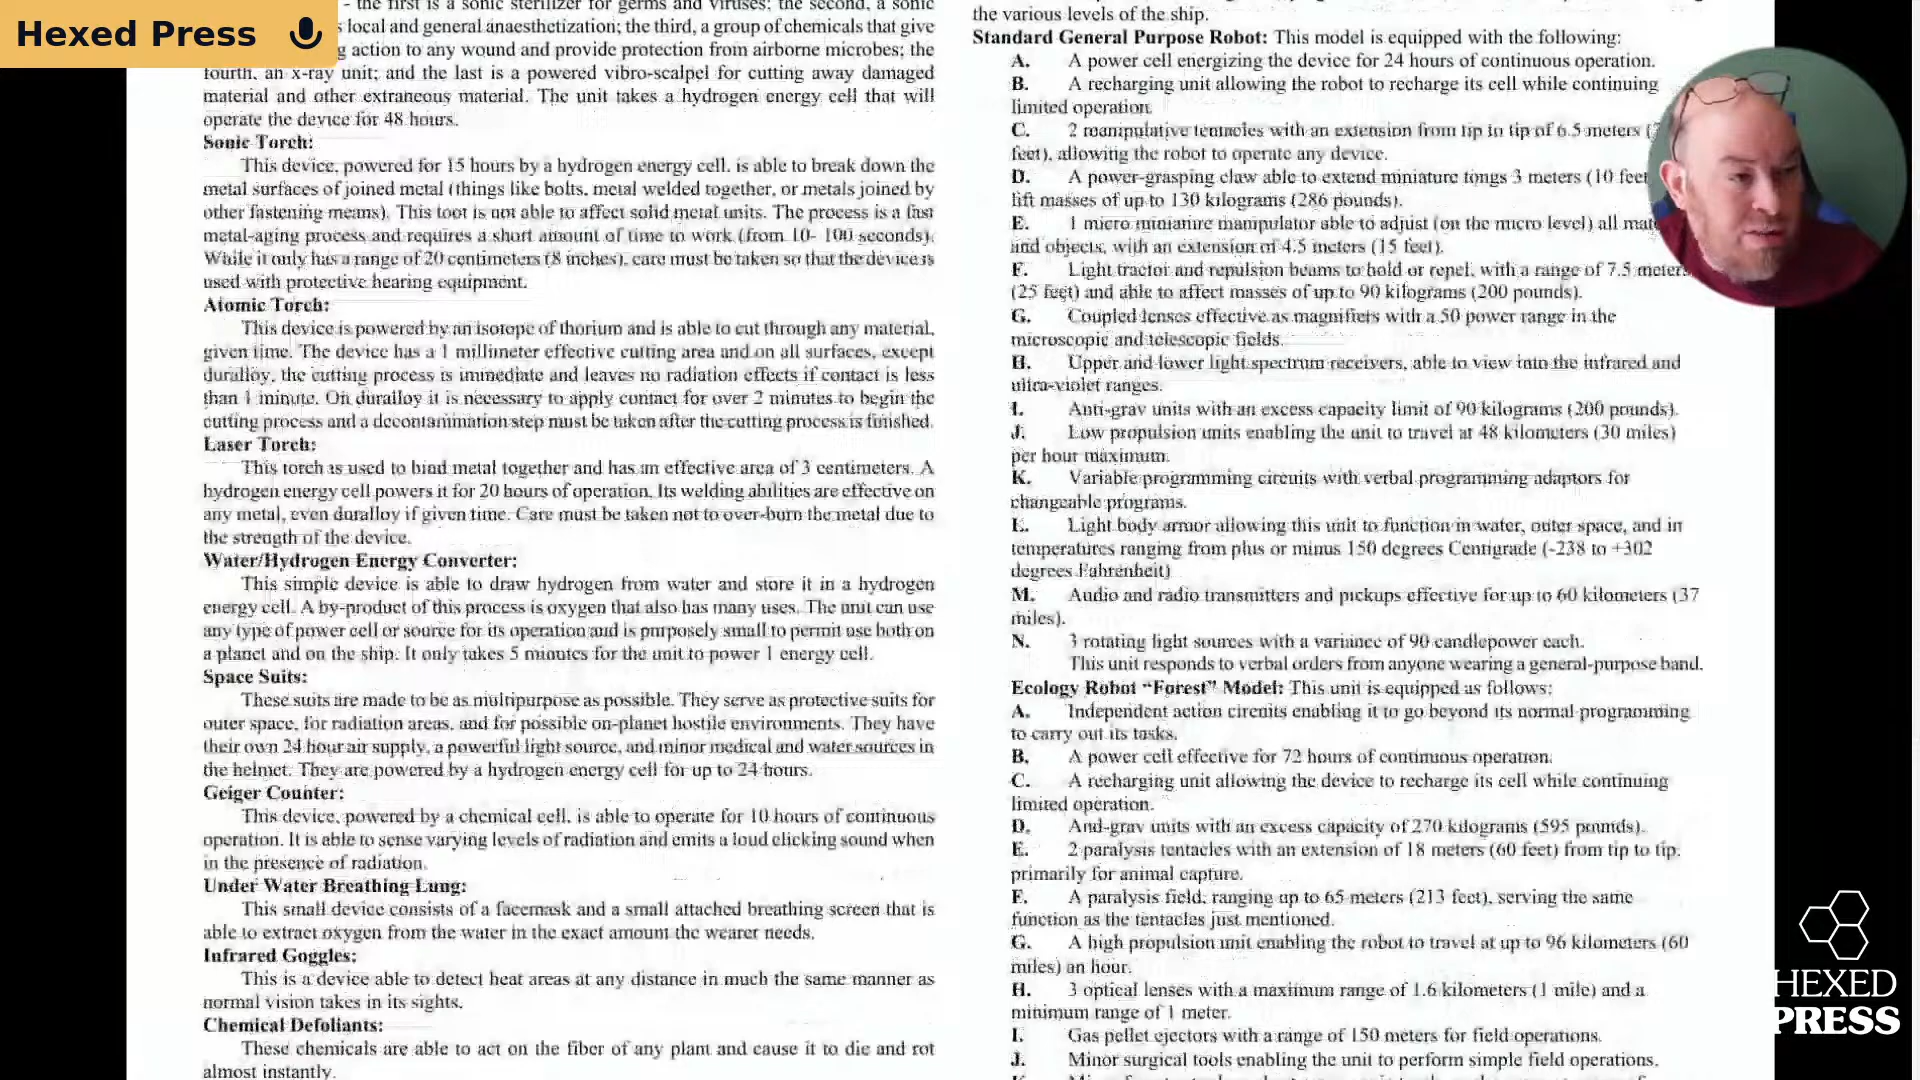 Hexed Press
- the first is a sonic sterilizer for germs and viruses; the second, a sonic
s local and general anaesthetization; the third, a group of chemicals that give
g action to any wound and provide protection from airborne microbes; the
fourth, an x-ray unit; and the last is a powered vibro-scalpel for cutting away damaged
material and other extraneous material. The unit takes a hydrogen energy cell that will
operate the device for 48 hours.
Sonic Torch:
This device, powered for 15 hours by a hydrogen energy cell, is able to break down the
metal surfaces of joined metal (things like bolts, metal welded together, or metals joined by
other fastening means). This tool is not able to affect solid metal units. The process is a fast
metal-aging process and requires a short amount of time to work (from 10- 100 seconds).
While it only has a range of 20 centimeters (8 inches), care must be taken so that the device is
used with protective hearing equipment.
Atomic Torch:
This device is powered by an isotope of thorium and is able to cut through any material,
given time. The device has a 1 millimeter effective cutting area and on all surfaces, except
duralloy, the cutting process is immediate and leaves no radiation effects if contact is less
than 1 minute. On duralloy it is necessary to apply contact for over 2 minutes to begin the
cutting process and a decontamination step must be taken after the cutting process is finished.
Laser Torch:
This torch is used to bind metal together and has an effective area of 3 centimeters. A
hydrogen energy cell powers it for 20 hours of operation. Its welding abilities are effective on
any metal, even duralloy if given time. Care must be taken not to over-burn the metal due to
the strength of the device.
Water/Hydrogen Energy Converter:
This simple device is able to draw hydrogen from water and store it in a hydrogen
energy cell. A by-product of this process is oxygen that also has many uses. The unit can use
any type of power cell or source for its operation and is purposely small to permit use both on
a planet and on the ship. It only takes 5 minutes for the unit to power 1 energy cell.
Space Suits:
These suits are made to be as multipurpose as possible. They serve as protective suits for
outer space, for radiation areas, and for possible on-planet hostile environments. They have
their own 24 hour air supply, a powerful light source, and minor medical and water sources in
the helmet. They are powered by a hydrogen energy cell for up to 24 hours.
Geiger Counter:
This device, powered by a chemical cell, is able to operate for 10 hours of continuous
operation. It is able to sense varying levels of radiation and emits a loud clicking sound when
in the presence of radiation.
Under Water Breathing Lung:
This small device consists of a facemask and a small attached breathing screen that is
able to extract oxygen from the water in the exact amount the wearer needs.
Infrared Goggles:
This is a device able to detect heat areas at any distance in much the same manner as
normal vision takes in its sights.
Chemical Defoliants:
These chemicals are able to act on the fiber of any plant and cause it to die and rot
almost instantly.
the various levels of the ship.
Standard General Purpose Robot: This model is equipped with the following:
A. A power cell energizing the device for 24 hours of continuous operation.
B. A recharging unit allowing the robot to recharge its cell while continuing
limited operation.
C. 2 manipulative tentacles with an extension from tip to tip of 6.5 meters (
feet), allowing the robot to operate any device.
D. A power-grasping claw able to extend miniature tongs 3 meters (10 feet
lift masses of up to 130 kilograms (286 pounds).
E. 1 micro miniature manipulator able to adjust (on the micro level) all mat
and objects, with an extension of 4.5 meters (15 feet).
F. Light tractor and repulsion beams to hold or repel, with a range of 7.5 meters
(25 feet) and able to affect masses of up to 90 kilograms (200 pounds).
G. Coupled lenses effective as magnifiers with a 50 power range in the
microscopic and telescopic fields.
H. Upper and lower light spectrum receivers, able to view into the infrared and
ultra-violet ranges.
I. Anti-grav units with an excess capacity limit of 90 kilograms (200 pounds).
J. Low propulsion units enabling the unit to travel at 48 kilometers (30 miles)
per hour maximum.
K. Variable programming circuits with verbal programming adaptors for
changeable programs.
L. Light body armor allowing this unit to function in water, outer space, and in
temperatures ranging from plus or minus 150 degrees Centigrade (-238 to +302
degrees Fahrenheit)
M. Audio and radio transmitters and pickups effective for up to 60 kilometers (37
miles).
N. 3 rotating light sources with a variance of 90 candlepower each.
This unit responds to verbal orders from anyone wearing a general-purpose band.
Ecology Robot "Forest" Model: This unit is equipped as follows:
A. Independent action circuits enabling it to go beyond its normal programming
to carry out its tasks.
B. A power cell effective for 72 hours of continuous operation.
C. A recharging unit allowing the device to recharge its cell while continuing
limited operation.
D. Anti-grav units with an excess capacity of 270 kilograms (595 pounds).
E. 2 paralysis tentacles with an extension of 18 meters (60 feet) from tip to tip,
primarily for animal capture.
F. A paralysis field, ranging up to 65 meters (213 feet), serving the same
function as the tentacles just mentioned.
G. A high propulsion unit enabling the robot to travel at up to 96 kilometers (60
miles) an hour.
H. 3 optical lenses with a maximum range of 1.6 kilometers (1 mile) and a
minimum range of 1 meter.
I. Gas pellet ejectors with a range of 150 meters for field operations.
J. Minor surgical tools enabling the unit to perform simple field operations.
HEXED
PRESS